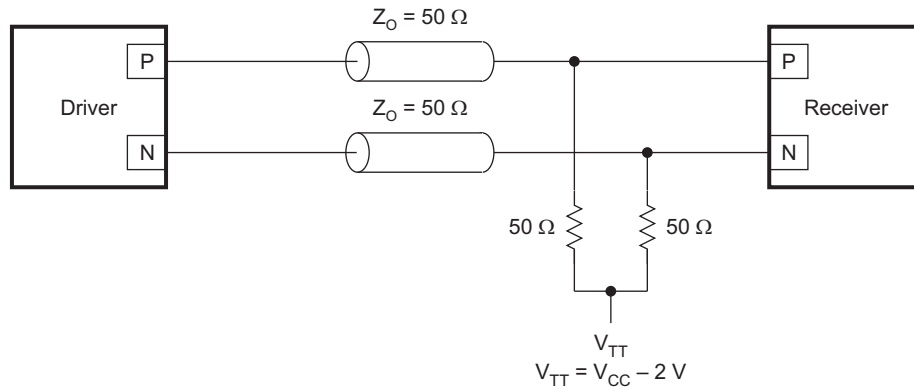 Z_O = 50 Ω
P
P
Driver
Z_O = 50 Ω
Receiver
N
N
50 Ω
50 Ω
V_TT
V_TT = V_CC – 2 V